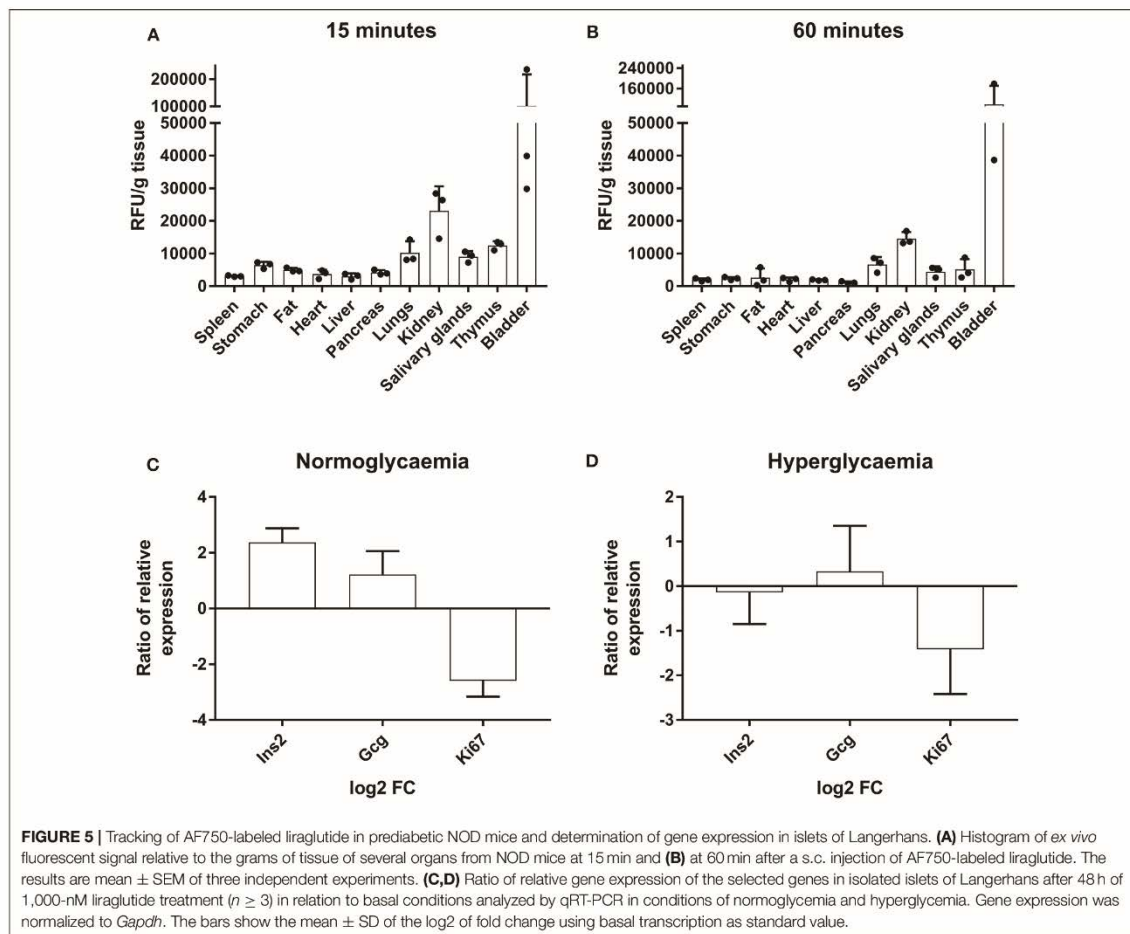 A
15 minutes
RFU/g tissue
200000
100000
50000
40000
30000
20000
10000
0
Spleen
Stomach
Fat
Heart
Liver
Pancreas
Lungs
Kidney
Salivary glands
Thymus
Bladder
B
60 minutes
RFU/g tissue
240000
160000
80000
50000
40000
30000
20000
10000
0
Spleen
Stomach
Fat
Heart
Liver
Pancreas
Lungs
Kidney
Salivary glands
Thymus
Bladder
C
Normoglycaemia
Ratio of relative
expression
4
2
0
-2
-4
Ins2
Gcg
Ki67
log2 FC
D
Hyperglycaemia
Ratio of relative
expression
2
1
0
-1
-2
-3
Ins2
Gcg
Ki67
log2 FC
FIGURE 5 | Tracking of AF750-labeled liraglutide in prediabetic NOD mice and determination of gene expression in islets of Langerhans. (A) Histogram of ex vivo
fluorescent signal relative to the grams of tissue of several organs from NOD mice at 15 min and (B) at 60 min after a s.c. injection of AF750-labeled liraglutide. The
results are mean ± SEM of three independent experiments. (C,D) Ratio of relative gene expression of the selected genes in isolated islets of Langerhans after 48 h of
1,000-nM liraglutide treatment (n ≥ 3) in relation to basal conditions analyzed by qRT-PCR in conditions of normoglycemia and hyperglycemia. Gene expression was
normalized to Gapdh. The bars show the mean ± SD of the log2 of fold change using basal transcription as standard value.